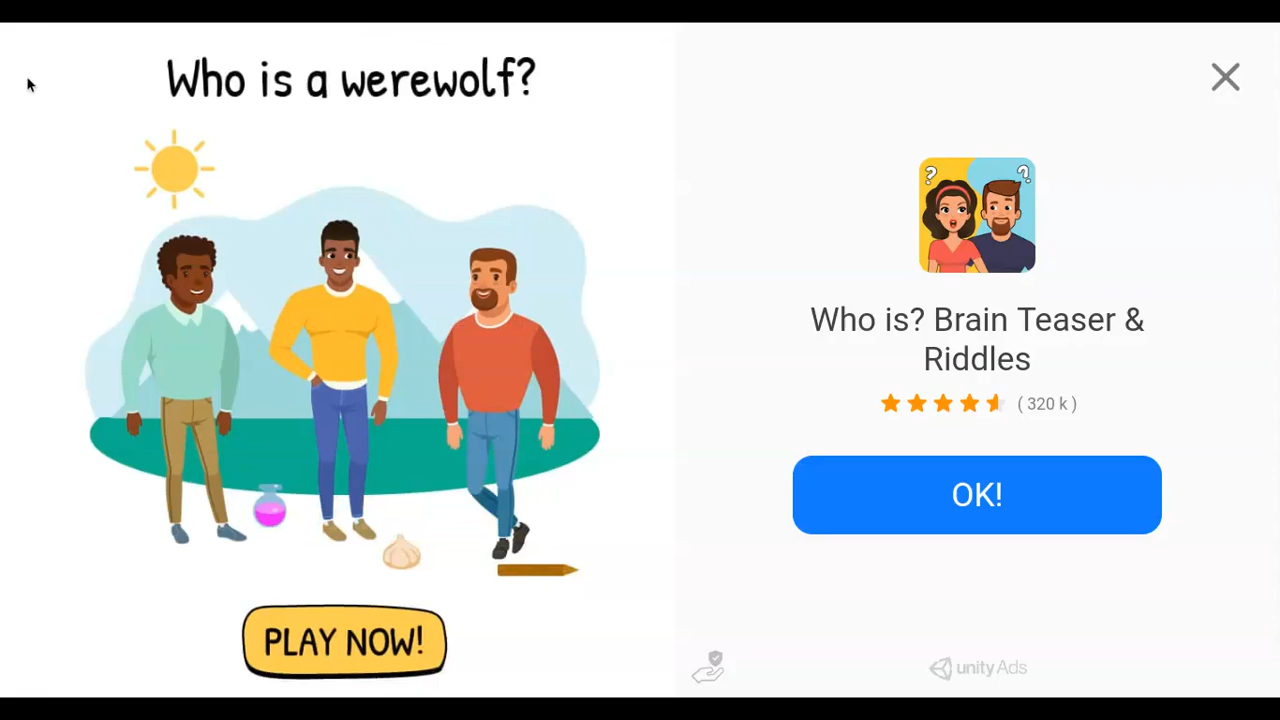 Who is a werewolf?
PLAY NOW!
? ?
Who is? Brain Teaser &
Riddles
( 320 k )
OK!
unity Ads